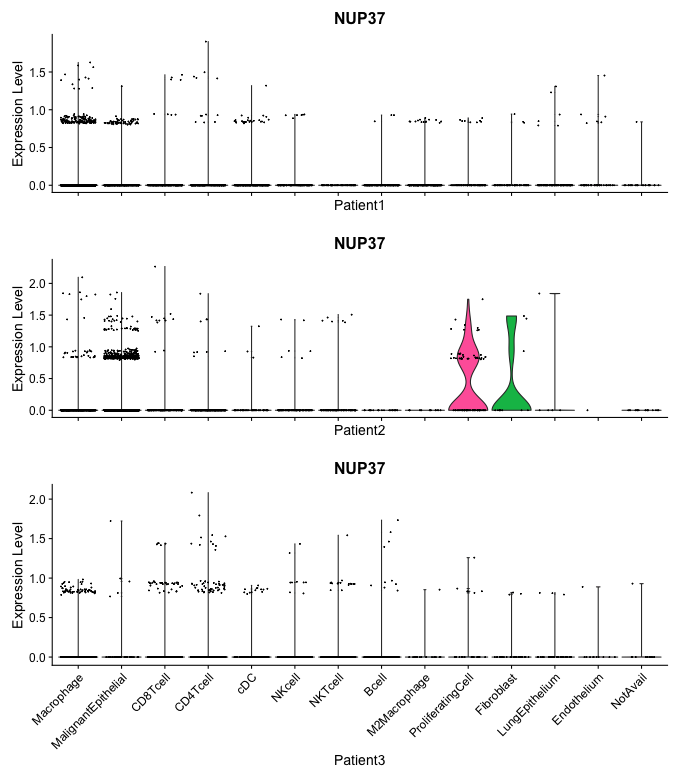 NUP37
Expression Level
1.5
1.0
0.5
0.0
Patient1
NUP37
Expression Level
2.0
1.5
1.0
0.5
0.0
Patient2
NUP37
Expression Level
2.0
1.5
1.0
0.5
0.0
Macrophage
MalignantEpithelial
CD8Tcell
CD4Tcell
cDC
NKcell
NKTcell
Bcell
M2Macrophage
ProliferatingCell
Fibroblast
LungEpithelium
Endothelium
NotAvail
Patient3